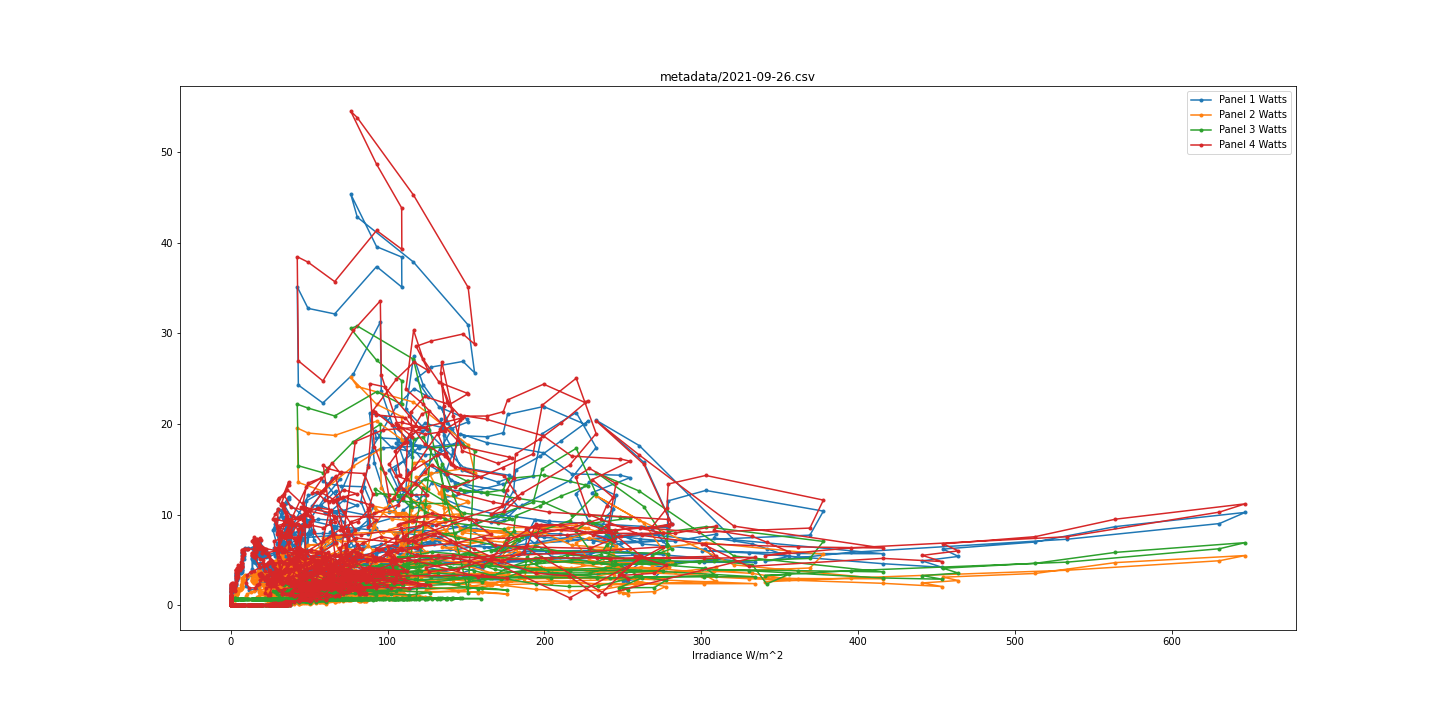 metadata/2021-09-26.csv
Panel 1 Watts
Panel 2 Watts
Panel 3 Watts
Panel 4 Watts
50
40
30
20
10
0
0 100 200 300 400 500 600
Irradiance W/m^2